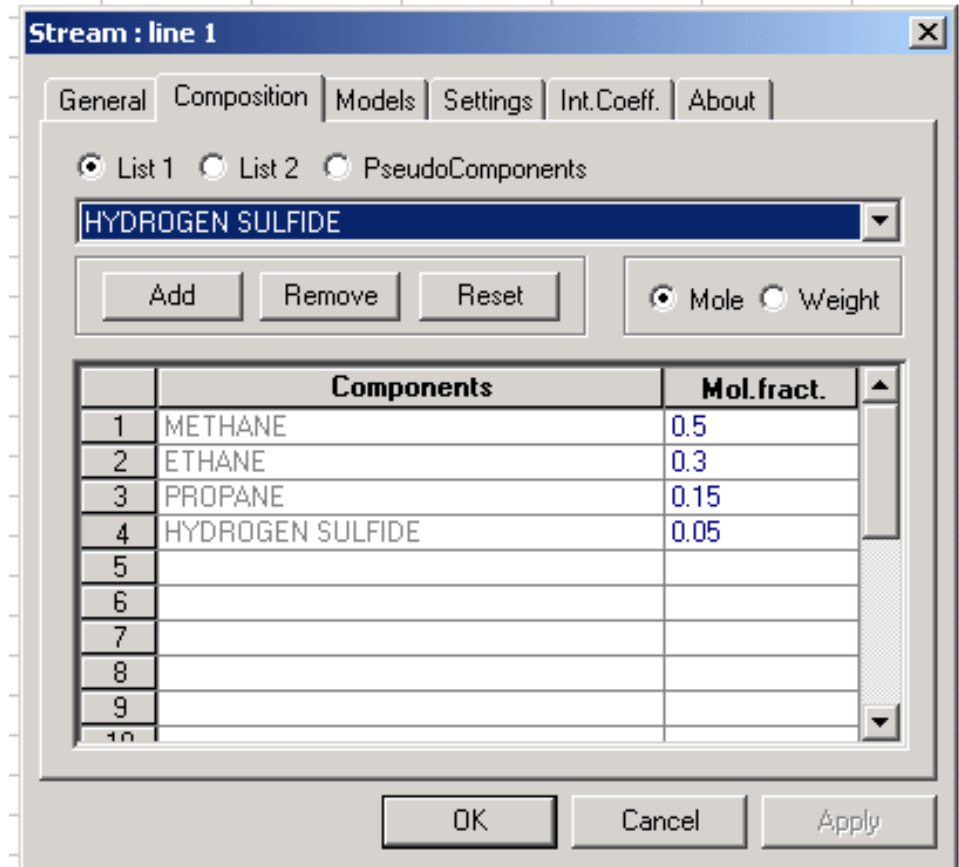 Stream : line 1
General Composition Models Settings Int.Coeff. About
List 1 List 2 PseudoComponents
HYDROGEN SULFIDE
Add Remove Reset Mole Weight
Components Mol.fract.
1 METHANE 0.5
2 ETHANE 0.3
3 PROPANE 0.15
4 HYDROGEN SULFIDE 0.05
5
6
7
8
9
10
OK Cancel Apply